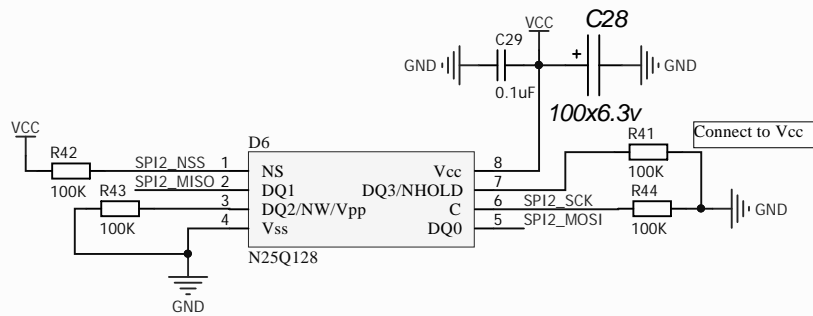 VCC
C28
C29
GND
+
GND
0.1uF
100x6.3v
VCC
R42
SPI2_NSS
1
100K
D6
NS
Vcc
8
R41
Connect to Vcc
100K
SPI2_MISO
2
DQ1
DQ3/NHOLD
7
R43
100K
3
DQ2/NW/Vpp
C
6
SPI2_SCK
R44
100K
GND
4
Vss
DQ0
5
SPI2_MOSI
N25Q128
GND